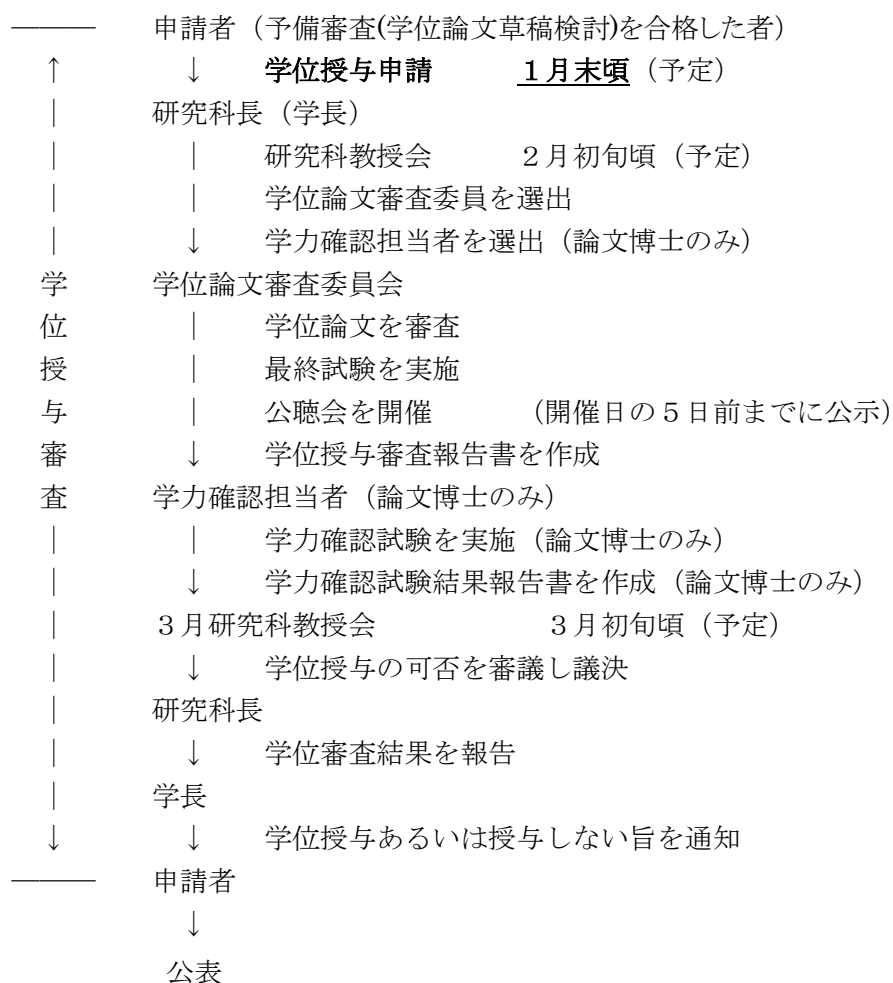 ――― 申請者（予備審査(学位論文草稿検討)を合格した者）
↑ ↓ 学位授与申請 １月末頃（予定）
｜ 研究科長（学長）
｜ ｜ 研究科教授会 ２月初旬頃（予定）
｜ ｜ 学位論文審査委員を選出
｜ ↓ 学力確認担当者を選出（論文博士のみ）
学 学位論文審査委員会
位 ｜ 学位論文を審査
授 ｜ 最終試験を実施
与 ｜ 公聴会を開催 （開催日の５日前までに公示）
審 ↓ 学位授与審査報告書を作成
査 学力確認担当者（論文博士のみ）
｜ ｜ 学力確認試験を実施（論文博士のみ）
｜ ↓ 学力確認試験結果報告書を作成（論文博士のみ）
｜ ３月研究科教授会 ３月初旬頃（予定）
｜ ↓ 学位授与の可否を審議し議決
｜ 研究科長
｜ ↓ 学位審査結果を報告
｜ 学長
↓ ↓ 学位授与あるいは授与しない旨を通知
――― 申請者
↓
公表